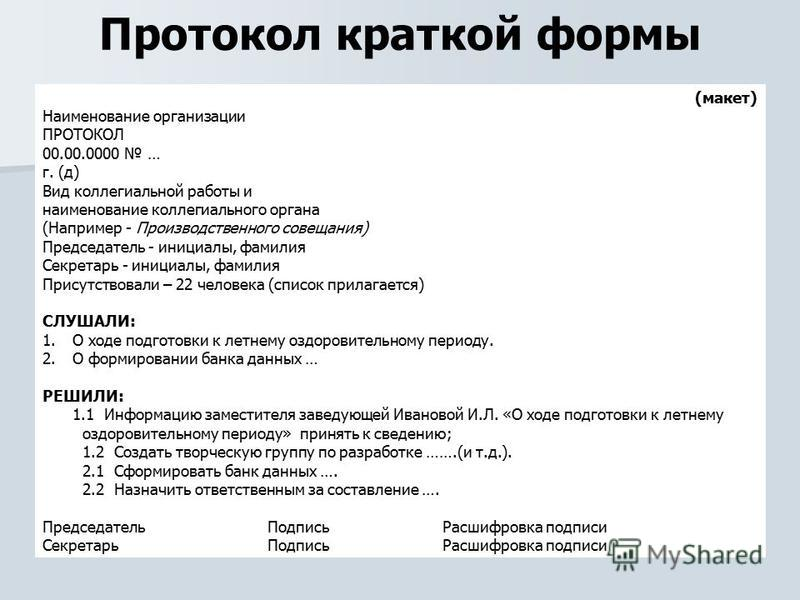 Протокол краткой формы
(макет)
Наименование организации
ПРОТОКОЛ
00.00.0000 № …
г. (д)
Вид коллегиальной работы и
наименование коллегиального органа
(Например - Производственного совещания)
Председатель - инициалы, фамилия
Секретарь - инициалы, фамилия
Присутствовали – 22 человека (список прилагается)
СЛУШАЛИ:
1. О ходе подготовки к летнему оздоровительному периоду.
2. О формировании банка данных …
РЕШИЛИ:
1.1 Информацию заместителя заведующей Ивановой И.Л. «О ходе подготовки к летнему
оздоровительному периоду» принять к сведению;
1.2 Создать творческую группу по разработке …….(и т.д.).
2.1 Сформировать банк данных ….
2.2 Назначить ответственным за составление ….
Председатель Подпись Расшифровка подписи
Секретарь Подпись Расшифровка подписи
MyShared